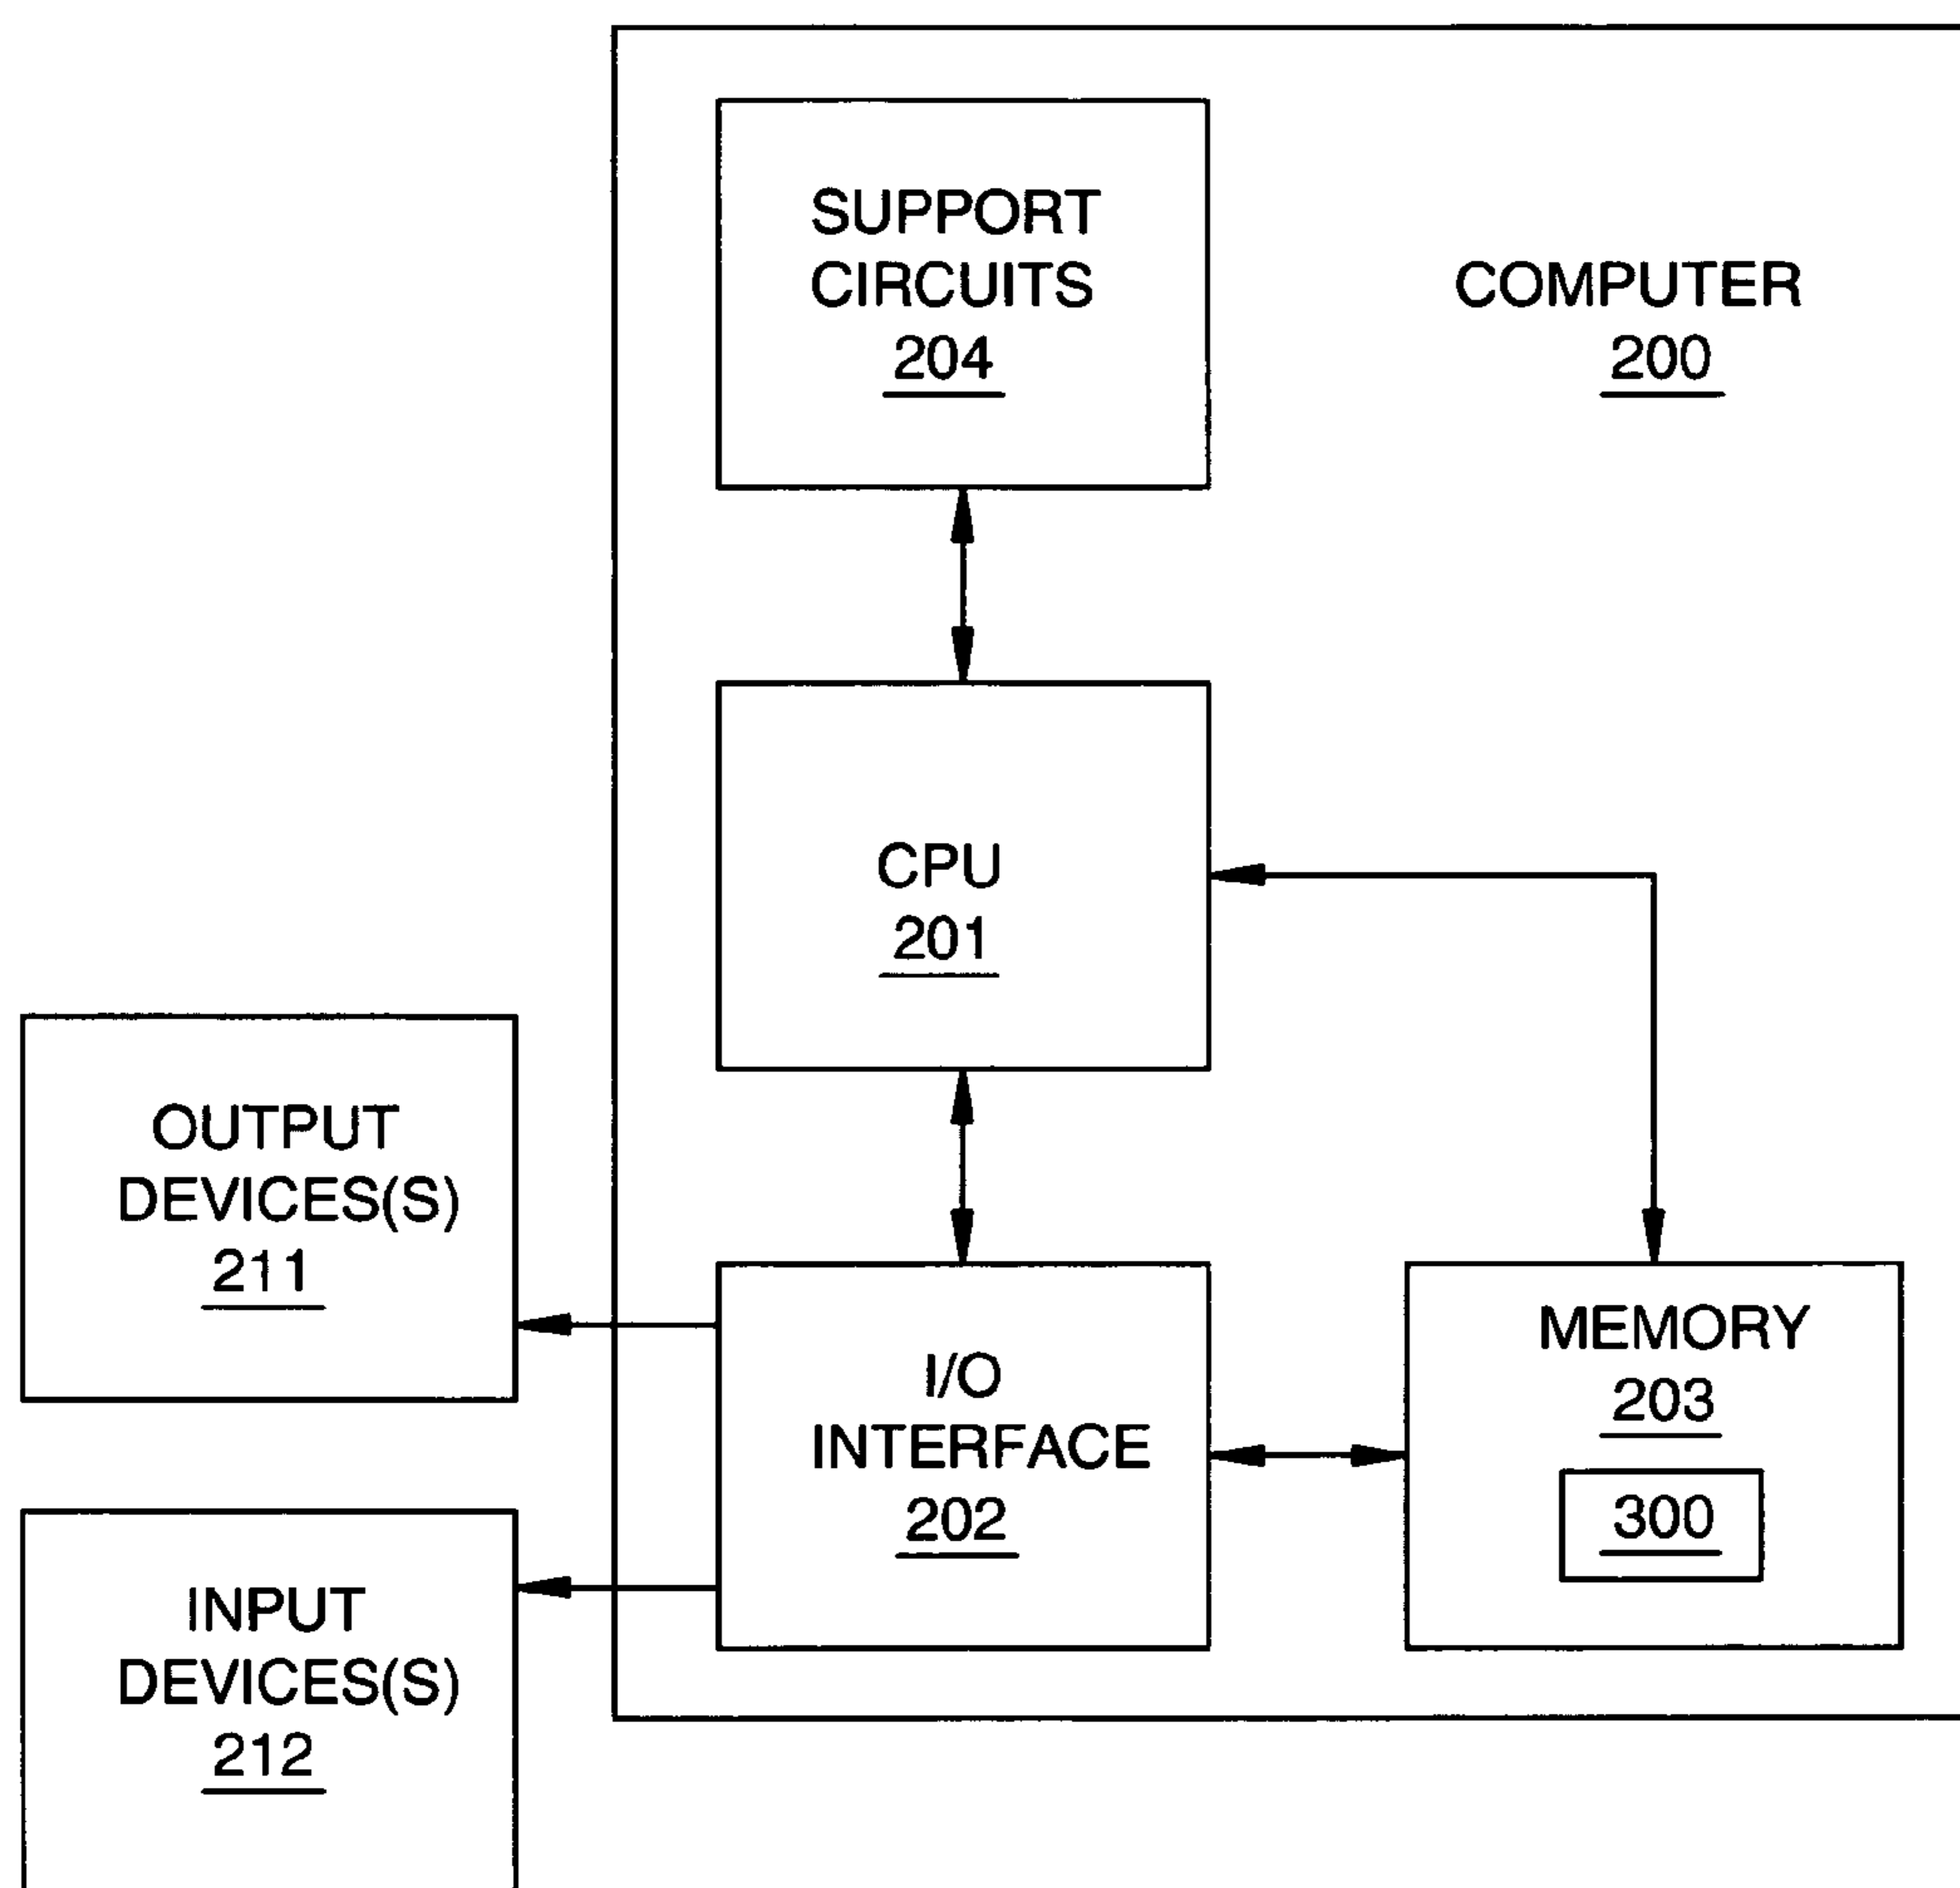 SUPPORT
CIRCUITS
204
COMPUTER
200
CPU
201
OUTPUT
DEVICES(S)
211
I/O
INTERFACE
202
MEMORY
203
300
INPUT
DEVICES(S)
212